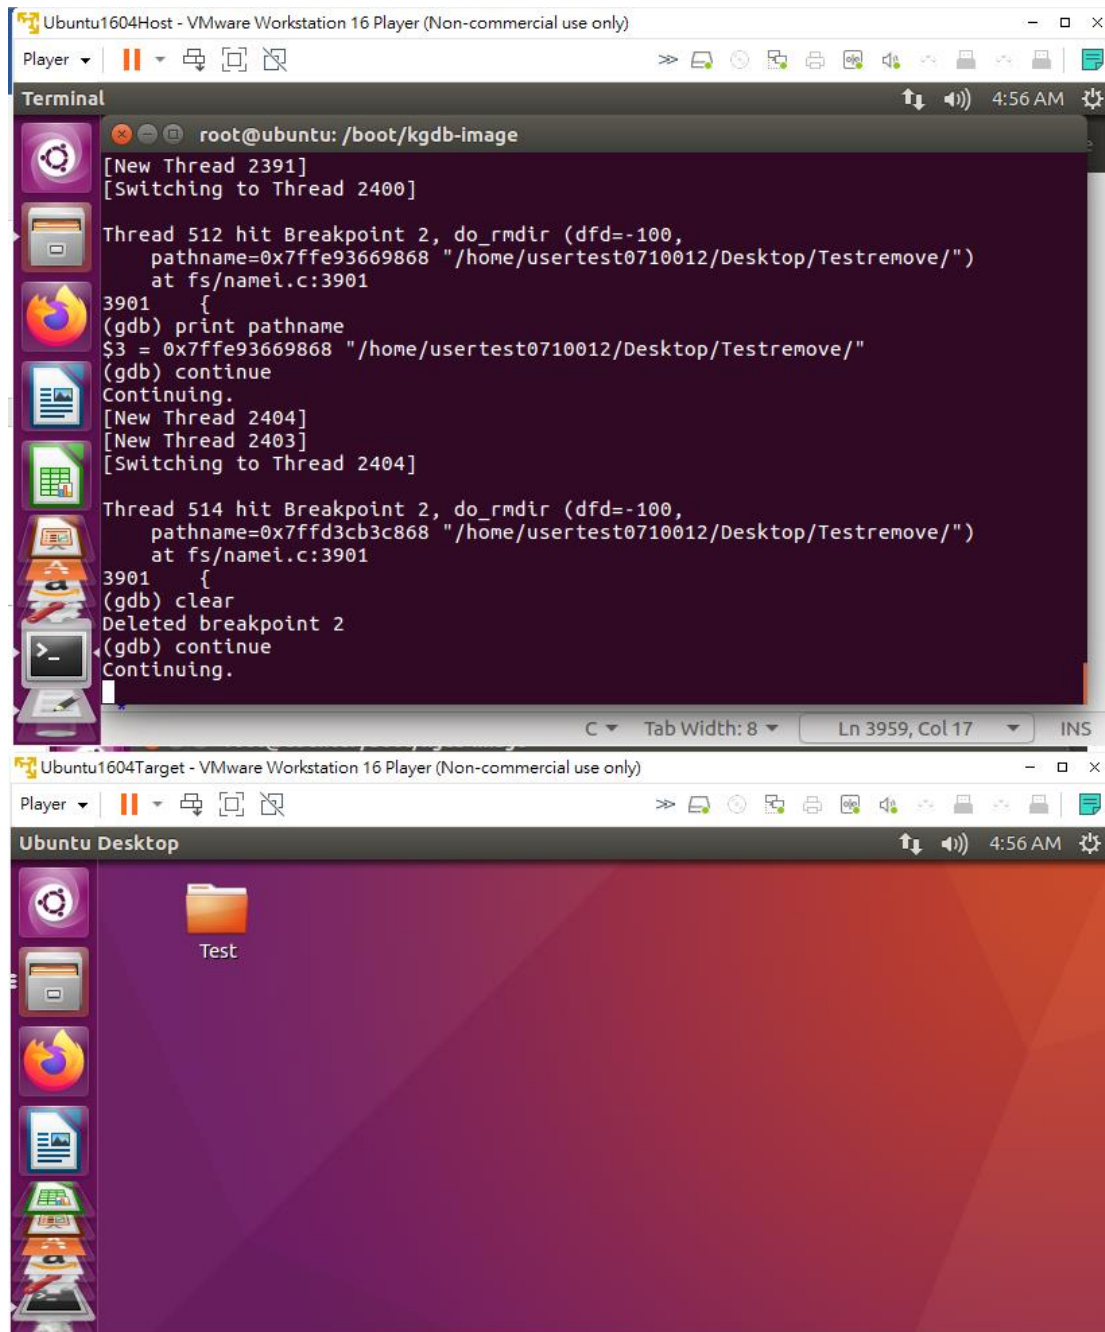 Ubuntu1604Host - VMware Workstation 16 Player (Non-commercial use only)
Player
Terminal
4:56 AM
root@ubuntu: /boot/kgdb-image
[New Thread 2391]
[Switching to Thread 2400]
Thread 512 hit Breakpoint 2, do_rmdir (dfd=-100,
pathname=0x7ffe93669868 "/home/usertest0710012/Desktop/Testremove/")
at fs/namei.c:3901
3901 {
(gdb) print pathname
$3 = 0x7ffe93669868 "/home/usertest0710012/Desktop/Testremove/"
(gdb) continue
Continuing.
[New Thread 2404]
[New Thread 2403]
[Switching to Thread 2404]
Thread 514 hit Breakpoint 2, do_rmdir (dfd=-100,
pathname=0x7ffd3cb3c868 "/home/usertest0710012/Desktop/Testremove/")
at fs/namei.c:3901
3901 {
(gdb) clear
Deleted breakpoint 2
(gdb) continue
Continuing.
C Tab Width: 8 Ln 3959, Col 17 INS
Ubuntu1604Target - VMware Workstation 16 Player (Non-commercial use only)
Player
Ubuntu Desktop
4:56 AM
Test